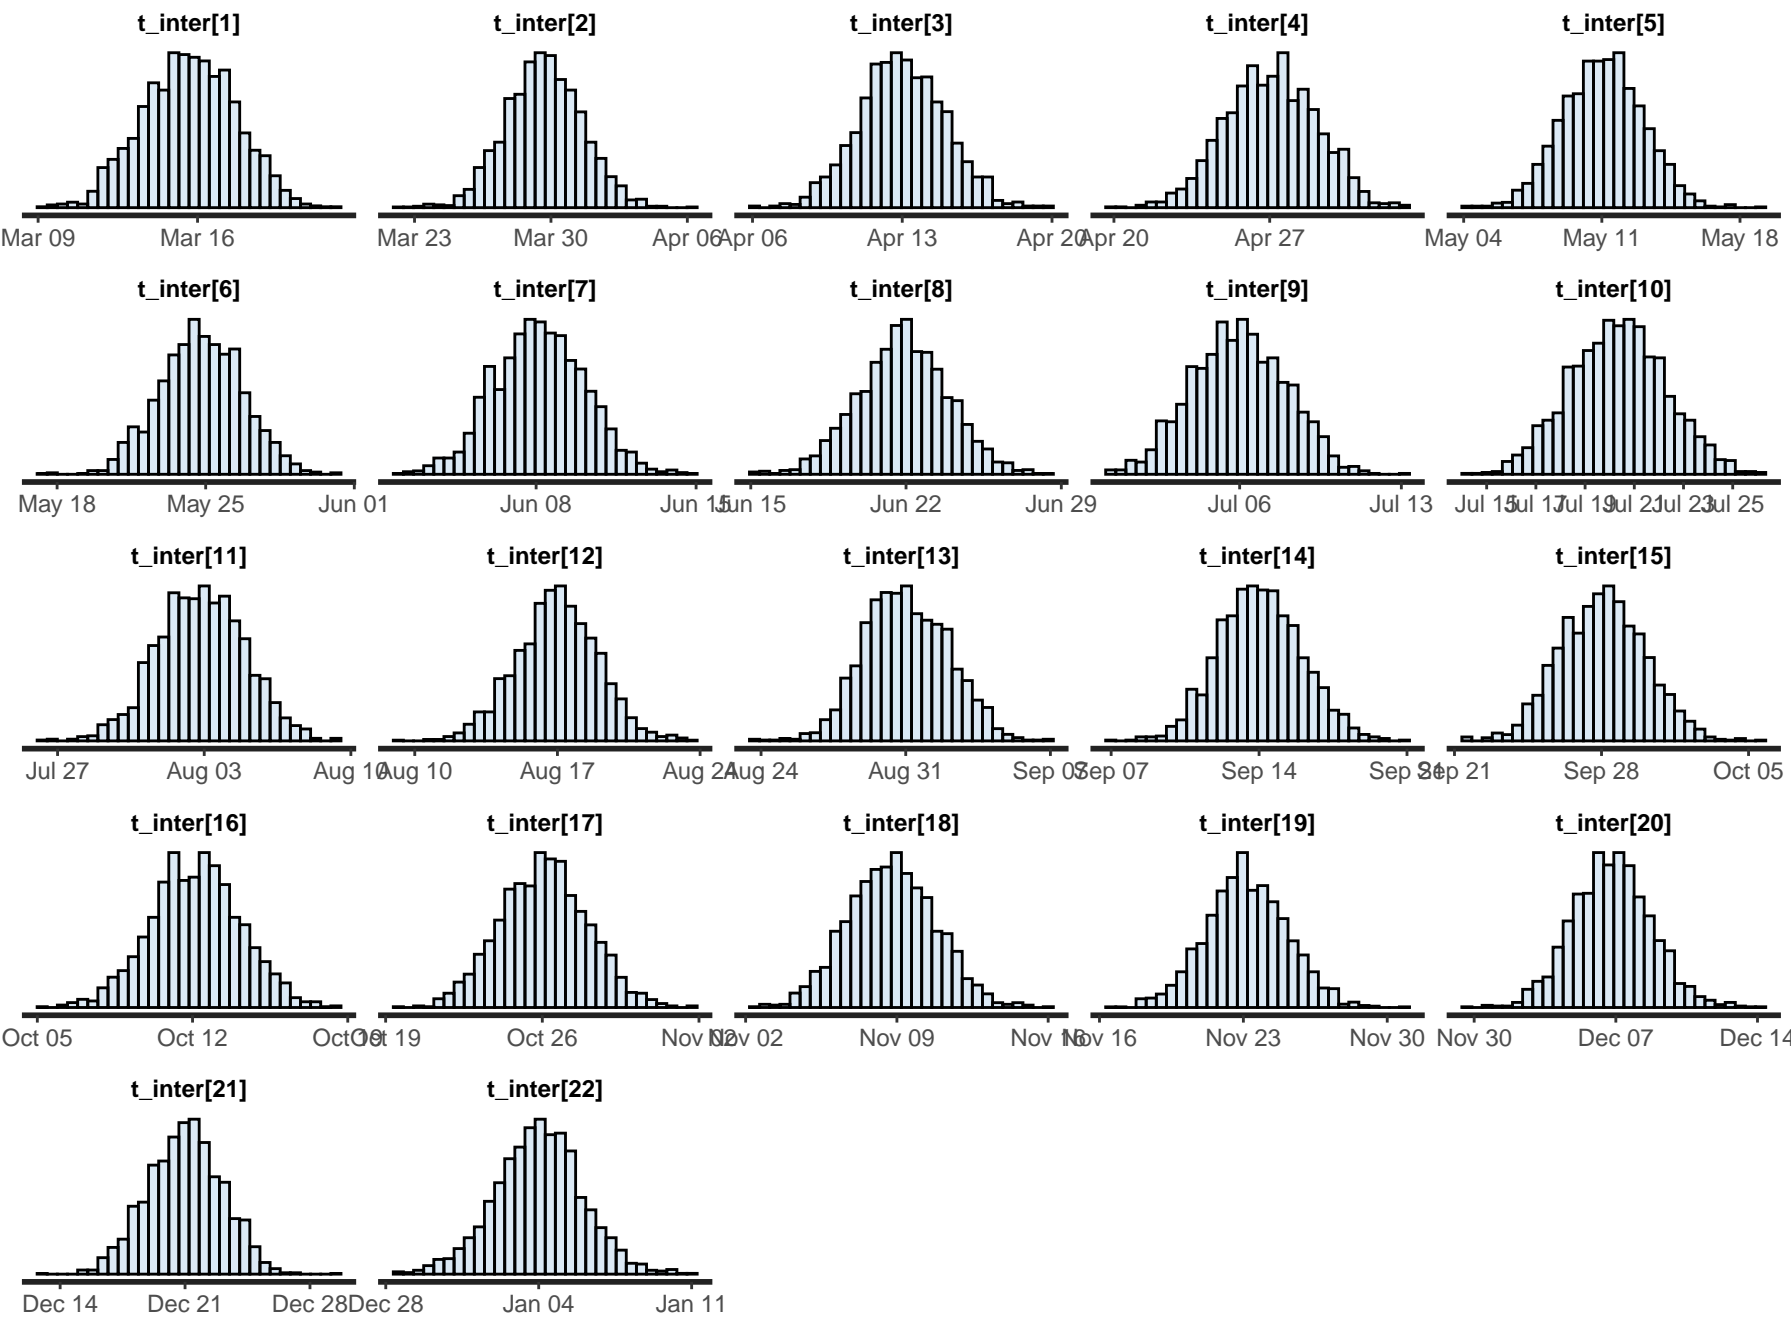 t_inter[1] t_inter[2] t_inter[3] t_inter[4] t_inter[5]
Mar 09 Mar 16 Mar 23 Mar 30 Apr 06 Apr 06 Apr 13 Apr 20 Apr 20 Apr 27 May 04 May 11 May 18
t_inter[6] t_inter[7] t_inter[8] t_inter[9] t_inter[10]
May 18 May 25 Jun 01 Jun 08 Jun 15 Jun 15 Jun 22 Jun 29 Jul 06 Jul 13 Jul 15 Jul 17 Jul 19 Jul 21 Jul 23 Jul 25
t_inter[11] t_inter[12] t_inter[13] t_inter[14] t_inter[15]
Jul 27 Aug 03 Aug 10 Aug 10 Aug 17 Aug 24 Aug 24 Aug 31 Sep 07 Sep 07 Sep 14 Sep 21 Sep 21 Sep 28 Oct 05
t_inter[16] t_inter[17] t_inter[18] t_inter[19] t_inter[20]
Oct 05 Oct 12 Oct 19 Oct 19 Oct 26 Nov 02 Nov 02 Nov 09 Nov 16 Nov 16 Nov 23 Nov 30 Nov 30 Dec 07 Dec 14
t_inter[21] t_inter[22]
Dec 14 Dec 21 Dec 28 Dec 28 Jan 04 Jan 11